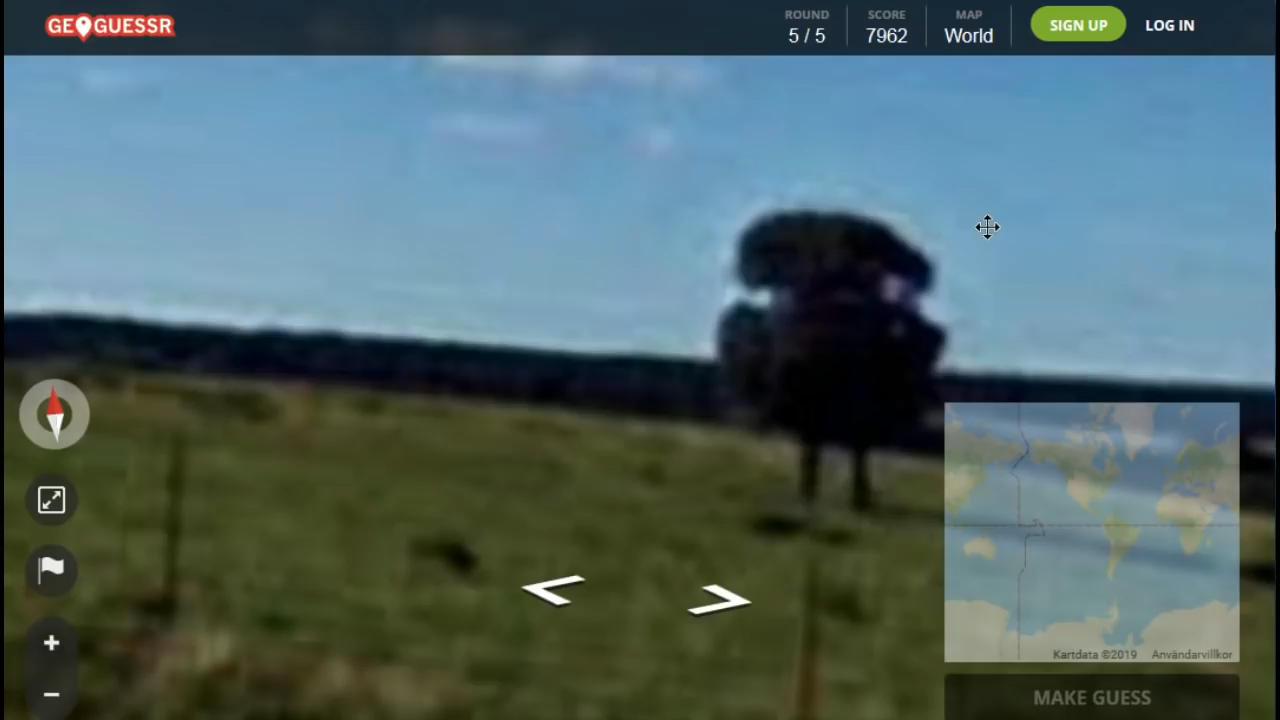 GEOGUESSR
ROUND
5 / 5
SCORE
7962
MAP
World
SIGN UP
LOG IN
Kartdata ©2019 Användarvillkor
MAKE GUESS